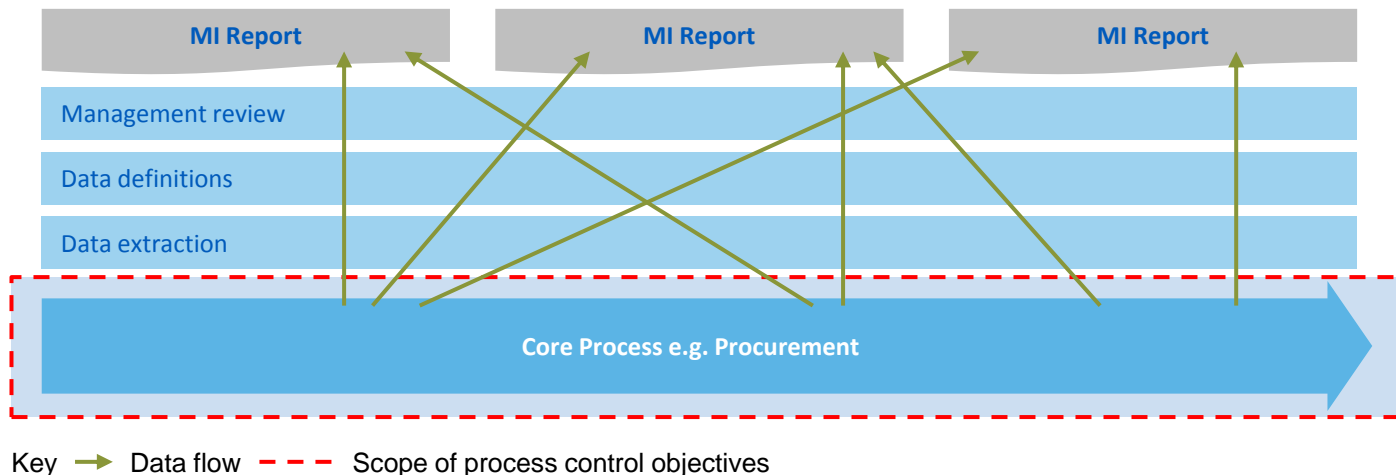 MI Report
MI Report
MI Report
Management review
Data definitions
Data extraction
Core Process e.g. Procurement
Key Data flow Scope of process control objectives